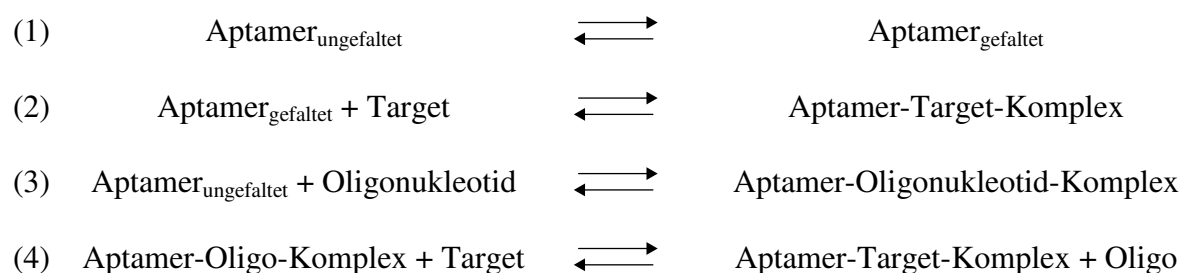 (1) Aptamerungefaltet ⇌ Aptamergefaltet
(2) Aptamergefaltet + Target ⇌ Aptamer-Target-Komplex
(3) Aptamerungefaltet + Oligonukleotid ⇌ Aptamer-Oligonukleotid-Komplex
(4) Aptamer-Oligo-Komplex + Target ⇌ Aptamer-Target-Komplex + Oligo